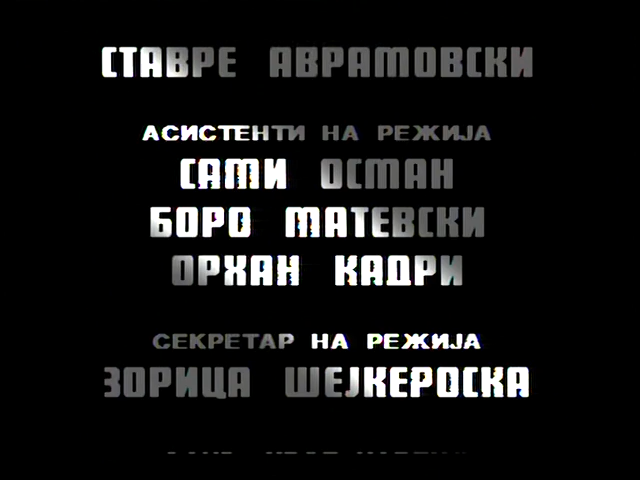 СТАВРЕ АВРАМОВСКИ
АСИСТЕНТИ НА РЕЖИЈА
САМИ ОСМАН
БОРО МАТЕВСКИ
ОРХАН КАДРИ
СЕКРЕТАР НА РЕЖИЈА
ЗОРИЦА ШЕЈКЕРОСКА